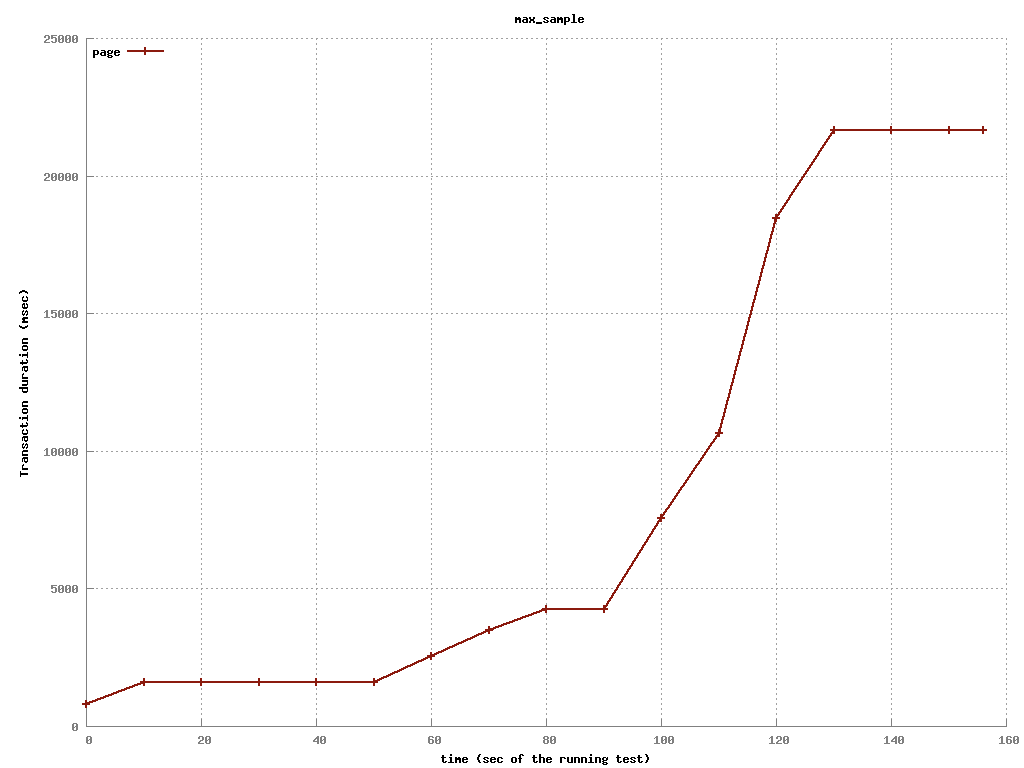 max_sample
25000
page
20000
15000
Transaction duration (msec)
10000
5000
0
0 20 40 60 80 100 120 140 160
time (sec of the running test)